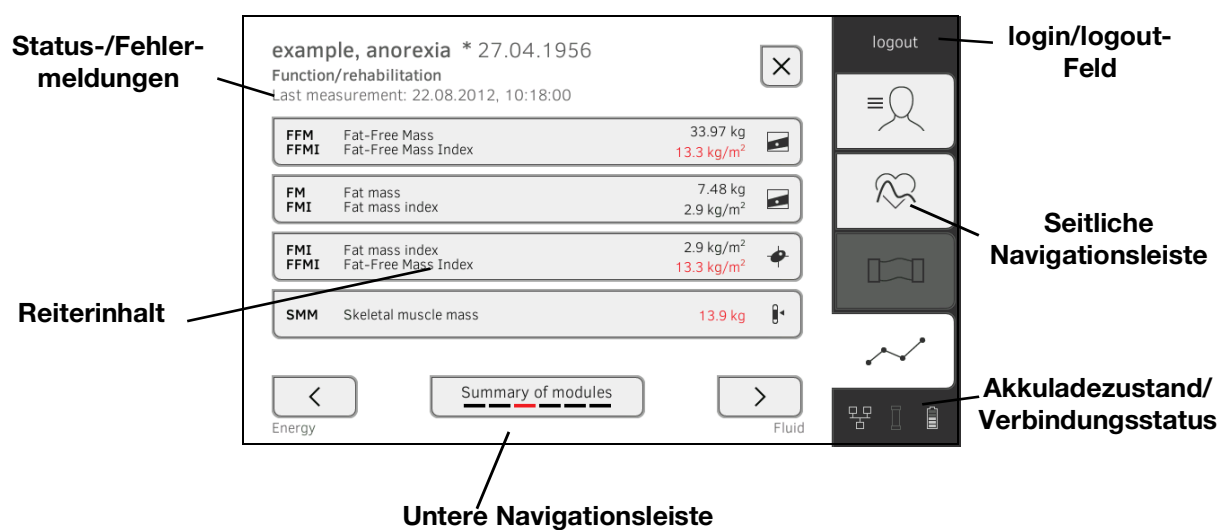 Status-/Fehler-
meldungen
example, anorexia * 27.04.1956
Function/rehabilitation
Last measurement: 22.08.2012, 10:18:00
logout
login/logout-
Feld
FFM Fat-Free Mass 33.97 kg
FFMI Fat-Free Mass Index 13.3 kg/m²
FM Fat mass 7.48 kg
FMI Fat mass index 2.9 kg/m²
Seitliche
Navigationsleiste
FMI Fat mass index 2.9 kg/m²
FFMI Fat-Free Mass Index 13.3 kg/m²
Reiterinhalt
SMM Skeletal muscle mass 13.9 kg
Summary of modules
Energy
Fluid
Akkuladezustand/
Verbindungsstatus
Untere Navigationsleiste